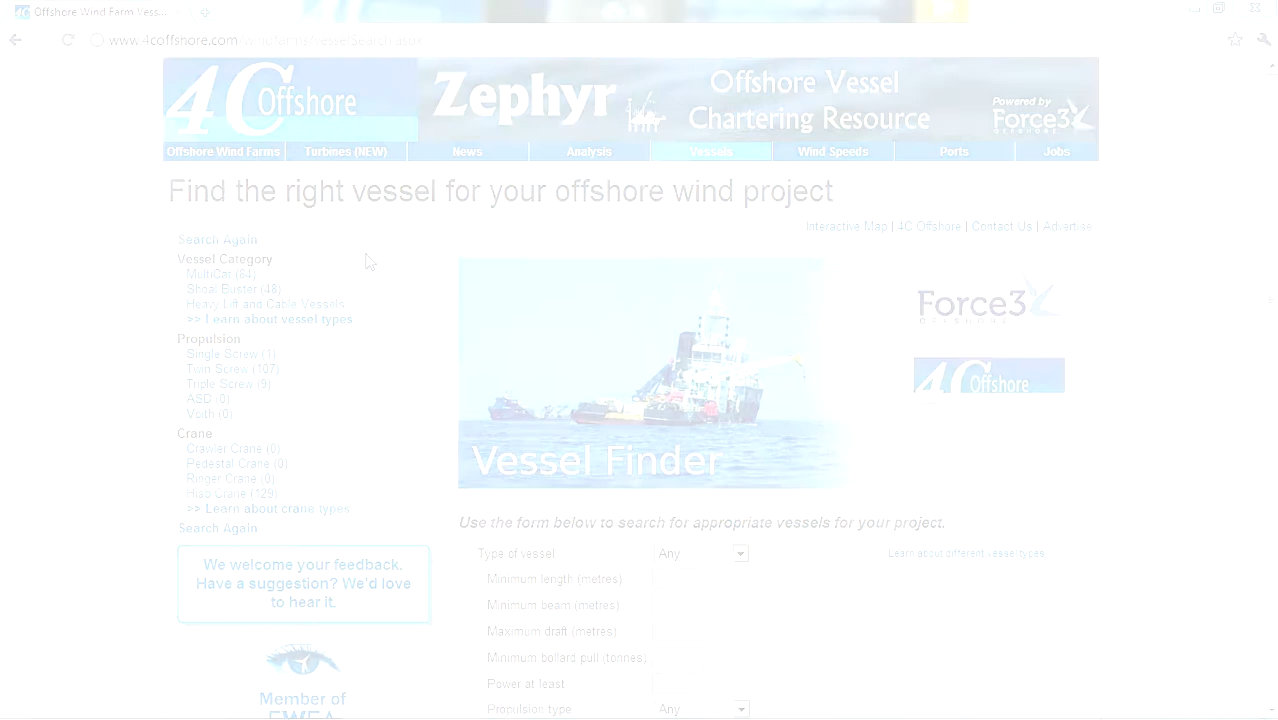 Offshore Wind Farm Vess...
www.4coffshore.com/windfarms/vesselSearch.aspx
4C Offshore
Zephyr
Offshore Vessel
Chartering Resource
Powered by
Force3
OFFSHORE
Offshore Wind Farms
Turbines (NEW)
News
Analysis
Vessels
Wind Speeds
Ports
Jobs
Find the right vessel for your offshore wind project
Interactive Map | 4C Offshore | Contact Us | Advertise
Search Again
Vessel Category
MultiCat (84)
Shoal Buster (48)
Heavy Lift and Cable Vessels
>> Learn about vessel types
Propulsion
Single Screw (1)
Twin Screw (107)
Triple Screw (9)
ASD (0)
Voith (0)
Crane
Crawler Crane (0)
Pedestal Crane (0)
Ringer Crane (0)
Hiab Crane (129)
>> Learn about crane types
Search Again
We welcome your feedback.
Have a suggestion? We'd love
to hear it.
Member of
EWEA
Vessel Finder
Force3
OFFSHORE
4C Offshore
Use the form below to search for appropriate vessels for your project.
Type of vessel Any Learn about different vessel types
Minimum length (metres)
Minimum beam (metres)
Maximum draft (metres)
Minimum bollard pull (tonnes)
Power at least
Propulsion type Any